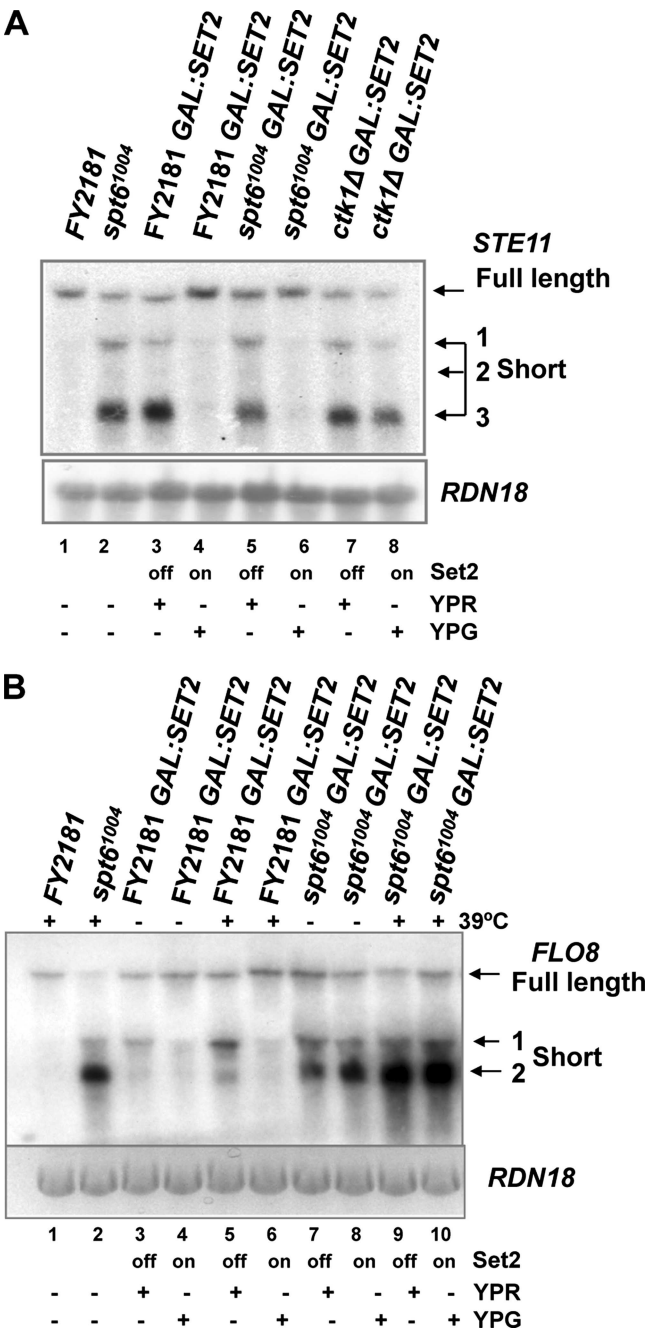 A
FY2181
spt6¹⁰⁰⁴
FY2181 GAL:SET2
FY2181 GAL:SET2
spt6¹⁰⁰⁴ GAL:SET2
spt6¹⁰⁰⁴ GAL:SET2
ctk1Δ GAL:SET2
ctk1Δ GAL:SET2
STE11
Full length
1
2 Short
3
RDN18
1 2 3 4 5 6 7 8
off on off on off on Set2
- - + - + - + - YPR
- - - + - + - + YPG
B
FY2181
spt6¹⁰⁰⁴
FY2181 GAL:SET2
FY2181 GAL:SET2
FY2181 GAL:SET2
FY2181 GAL:SET2
spt6¹⁰⁰⁴ GAL:SET2
spt6¹⁰⁰⁴ GAL:SET2
spt6¹⁰⁰⁴ GAL:SET2
spt6¹⁰⁰⁴ GAL:SET2
+ + - - + + - - + + 39ºC
FLO8
Full length
1
Short
2
RDN18
1 2 3 4 5 6 7 8 9 10
off on off on off on off on Set2
- - + - + - + - + - YPR
- - - + - + - + - + YPG